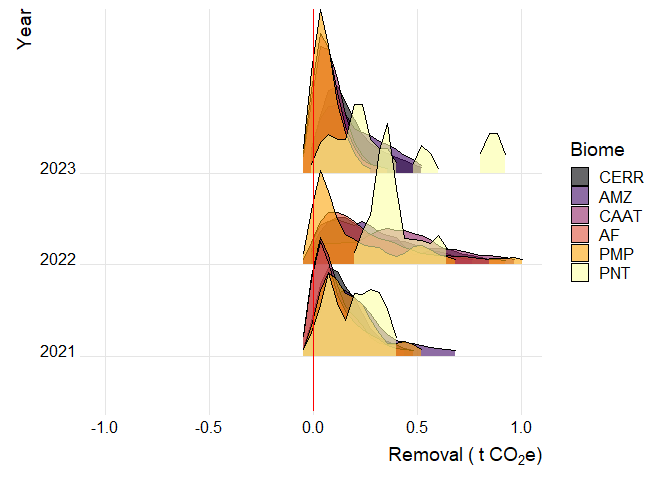 Year
2023
2022
2021
-1.0
-0.5
0.0
0.5
1.0
Removal ( t CO₂e)
Biome
CERR
AMZ
CAAT
AF
PMP
PNT